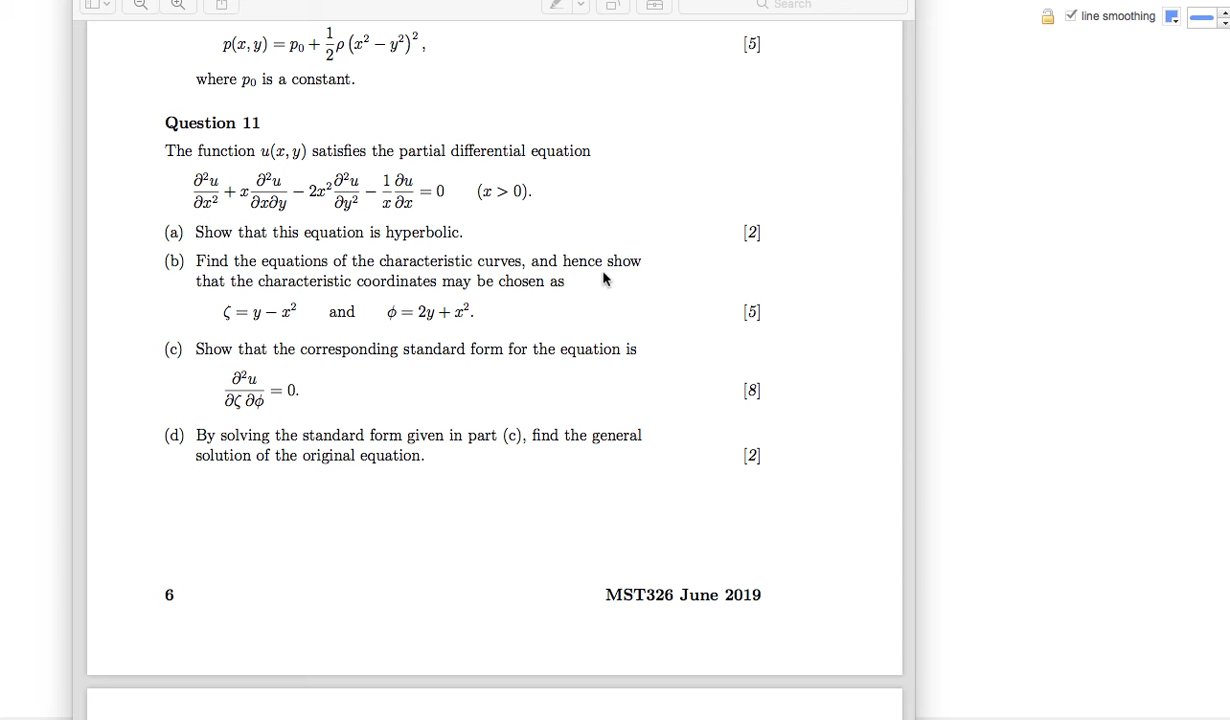 Search
line smoothing
p(x, y) = p₀ + 1/2 ρ (x² − y²)² , [5]
where p₀ is a constant.
Question 11
The function u(x, y) satisfies the partial differential equation
∂²u/∂x² + x ∂²u/∂x∂y − 2x² ∂²u/∂y² − 1/x ∂u/∂x = 0 (x > 0).
(a) Show that this equation is hyperbolic. [2]
(b) Find the equations of the characteristic curves, and hence show
that the characteristic coordinates may be chosen as
ζ = y − x² and ϕ = 2y + x². [5]
(c) Show that the corresponding standard form for the equation is
∂²u/∂ζ ∂ϕ = 0. [8]
(d) By solving the standard form given in part (c), find the general
solution of the original equation. [2]
6 MST326 June 2019